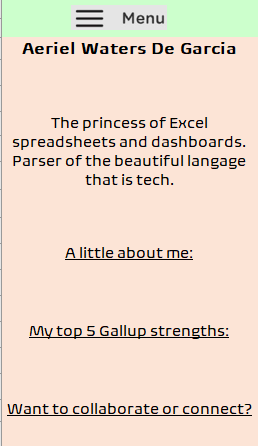 Menu
Aeriel Waters De Garcia
The princess of Excel
spreadsheets and dashboards.
Parser of the beautiful langage
that is tech.
A little about me:
My top 5 Gallup strengths:
Want to collaborate or connect?